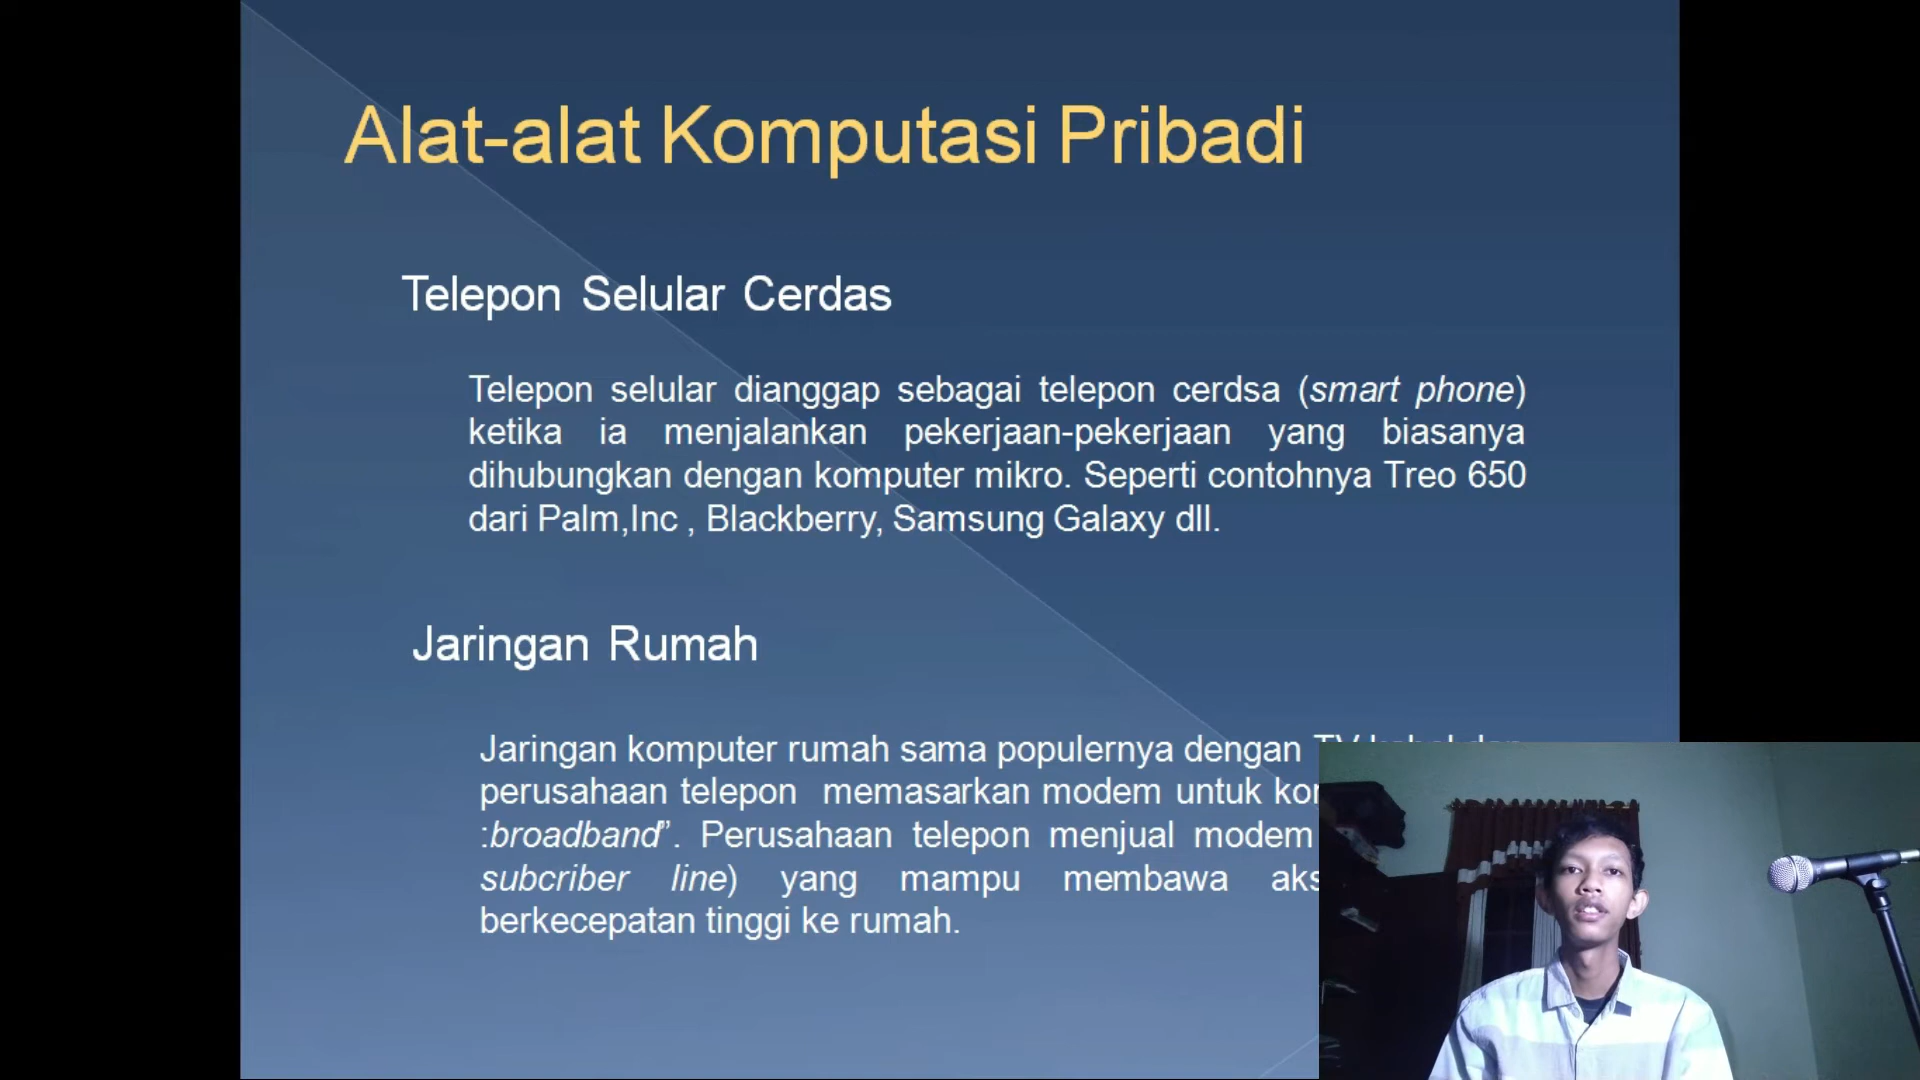 Alat-alat Komputasi Pribadi
Telepon Selular Cerdas
Telepon selular dianggap sebagai telepon cerdsa (smart phone)
ketika ia menjalankan pekerjaan-pekerjaan yang biasanya
dihubungkan dengan komputer mikro. Seperti contohnya Treo 650
dari Palm,Inc , Blackberry, Samsung Galaxy dll.
Jaringan Rumah
Jaringan komputer rumah sama populernya dengan TV kabel dan
perusahaan telepon memasarkan modem untuk
:broadband”. Perusahaan telepon menjual modem
subcriber line) yang mampu membawa
berkecepatan tinggi ke rumah.